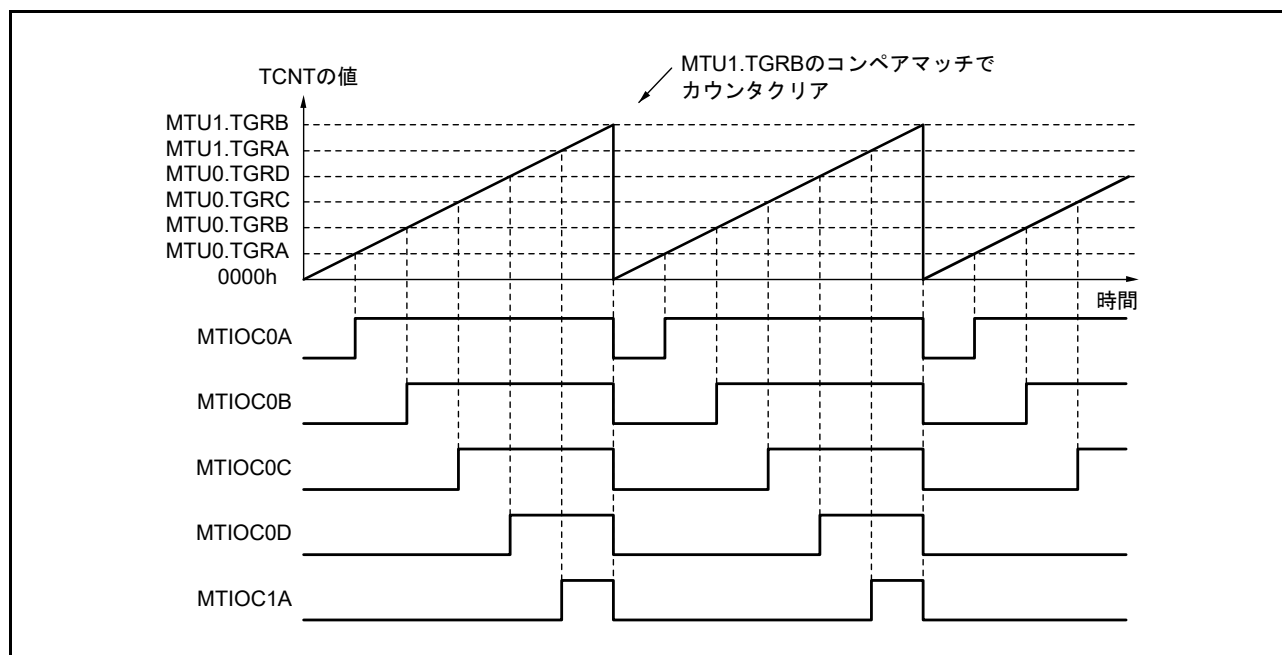 MTU1.TGRBのコンペアマッチで
カウンタクリア
TCNTの値
MTU1.TGRB
MTU1.TGRA
MTU0.TGRD
MTU0.TGRC
MTU0.TGRB
MTU0.TGRA
0000h
時間
MTIOC0A
MTIOC0B
MTIOC0C
MTIOC0D
MTIOC1A